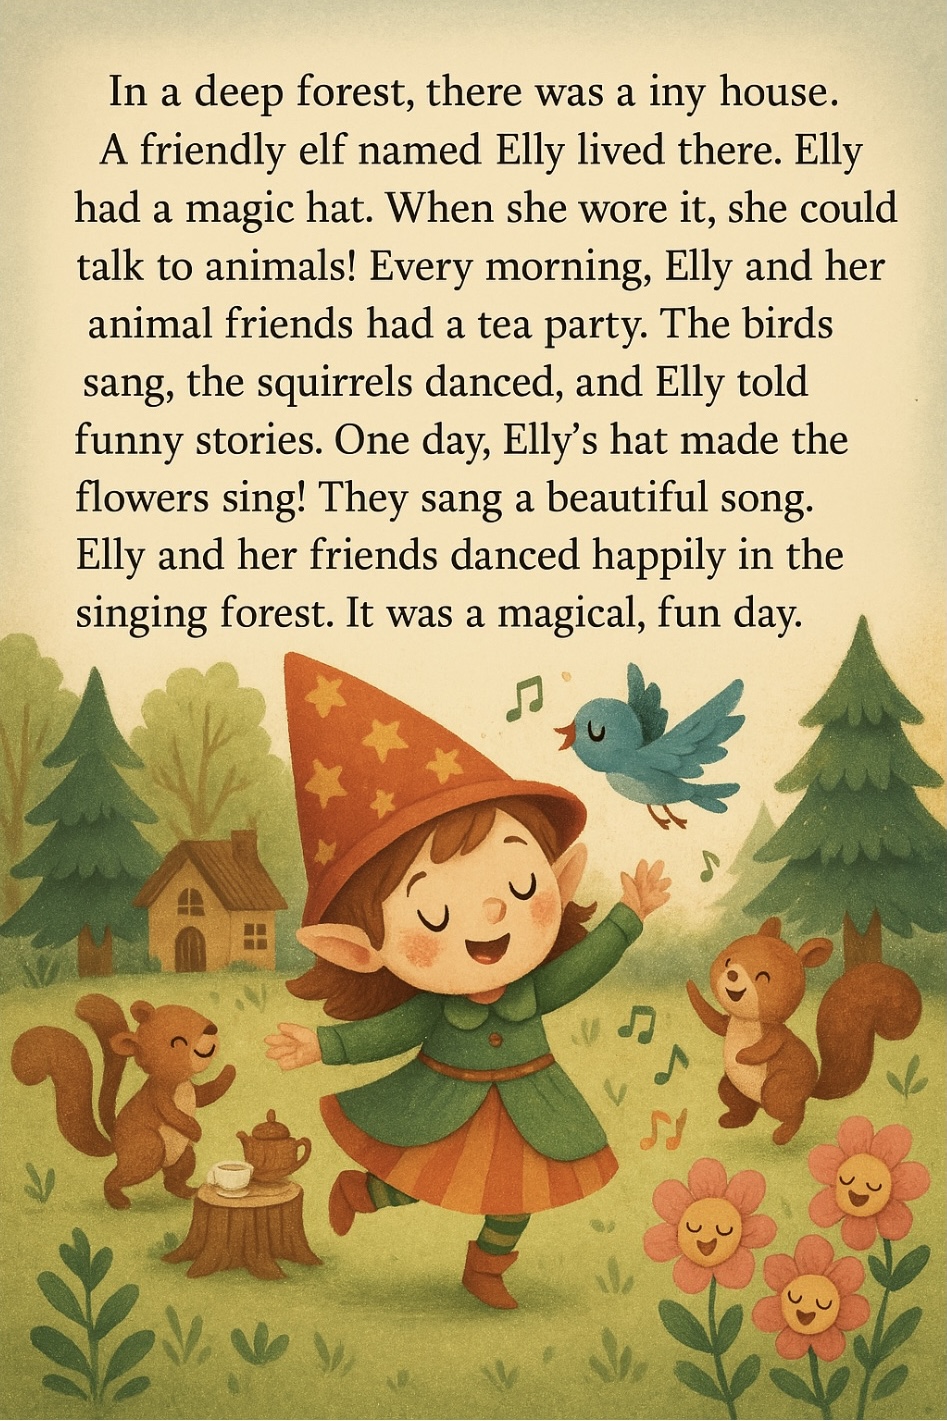 In a deep forest, there was a iny house.
A friendly elf named Elly lived there. Elly
had a magic hat. When she wore it, she could
talk to animals! Every morning, Elly and her
animal friends had a tea party. The birds
sang, the squirrels danced, and Elly told
funny stories. One day, Elly’s hat made the
flowers sing! They sang a beautiful song.
Elly and her friends danced happily in the
singing forest. It was a magical, fun day.